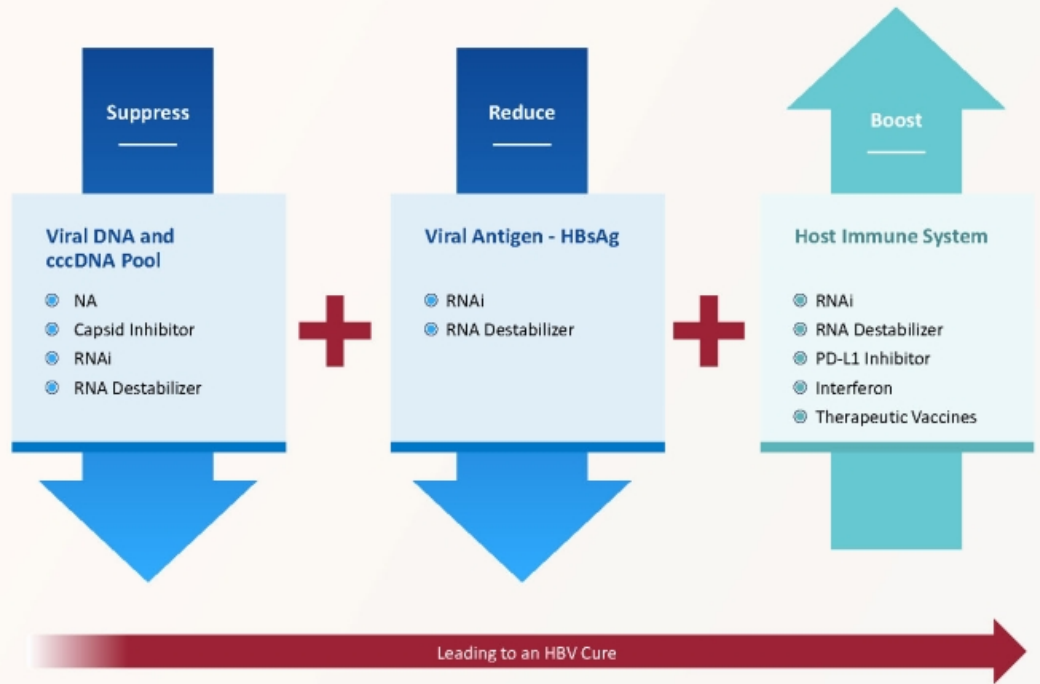 Suppress
Viral DNA and
cccDNA Pool
NA
Capsid Inhibitor
RNAi
RNA Destabilizer
Reduce
Viral Antigen - HBsAg
RNAi
RNA Destabilizer
Boost
Host Immune System
RNAi
RNA Destabilizer
PD-L1 Inhibitor
Interferon
Therapeutic Vaccines
Leading to an HBV Cure